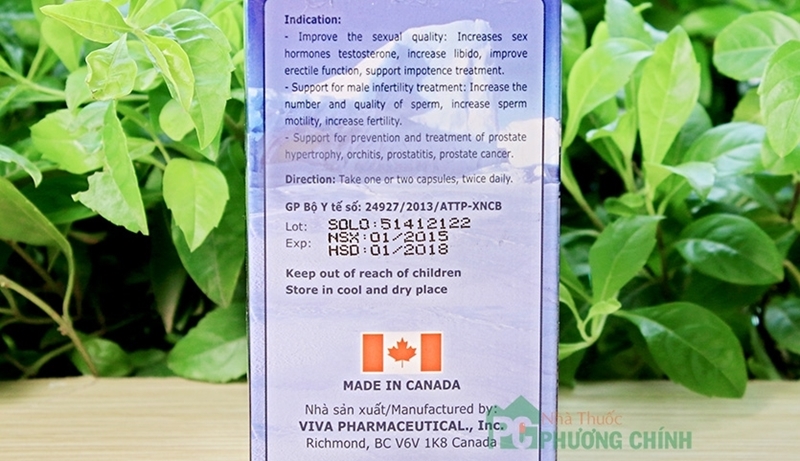 Indication:
- Improve the sexual quality: Increases sex
hormones testosterone, increase libido, improve
erectile function, support impotence treatment.
- Support for male infertility treatment: Increase the
number and quality of sperm, increase sperm
motility, increase fertility.
- Support for prevention and treatment of prostate
hypertrophy, orchitis, prostatitis, prostate cancer.
Direction: Take one or two capsules, twice daily.
GP Bộ Y tế số: 24927/2013/ATTP-XNCB
Lot: SOLO:51412122
NSX:01/2015
Exp: HSD:01/2018
Keep out of reach of children
Store in cool and dry place
MADE IN CANADA
Nhà sản xuất/Manufactured by:
VIVA PHARMACEUTICAL., Inc.
Richmond, BC V6V 1K8 Canada
PC
Nhà Thuốc
PHƯƠNG CHÍNH